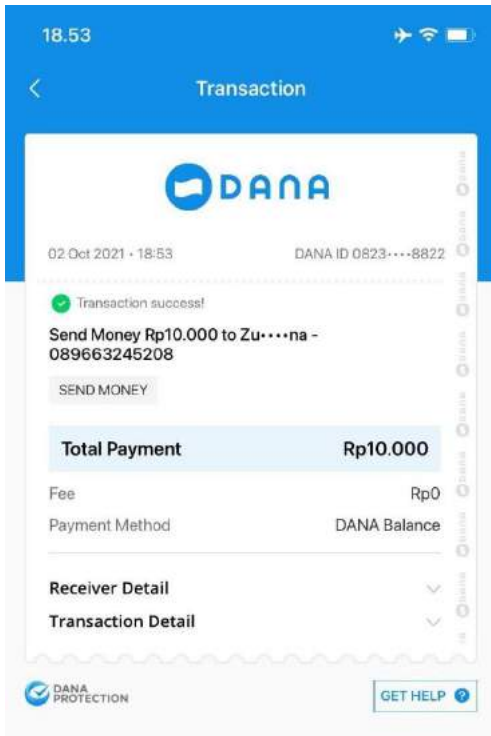 18.53
Transaction
DANA
02 Oct 2021 • 18:53 DANA ID 0823••••8822
Transaction success!
Send Money Rp10.000 to Zu••••na -
089663245208
SEND MONEY
Total Payment Rp10.000
Fee Rp0
Payment Method DANA Balance
Receiver Detail
Transaction Detail
DANA
PROTECTION
GET HELP